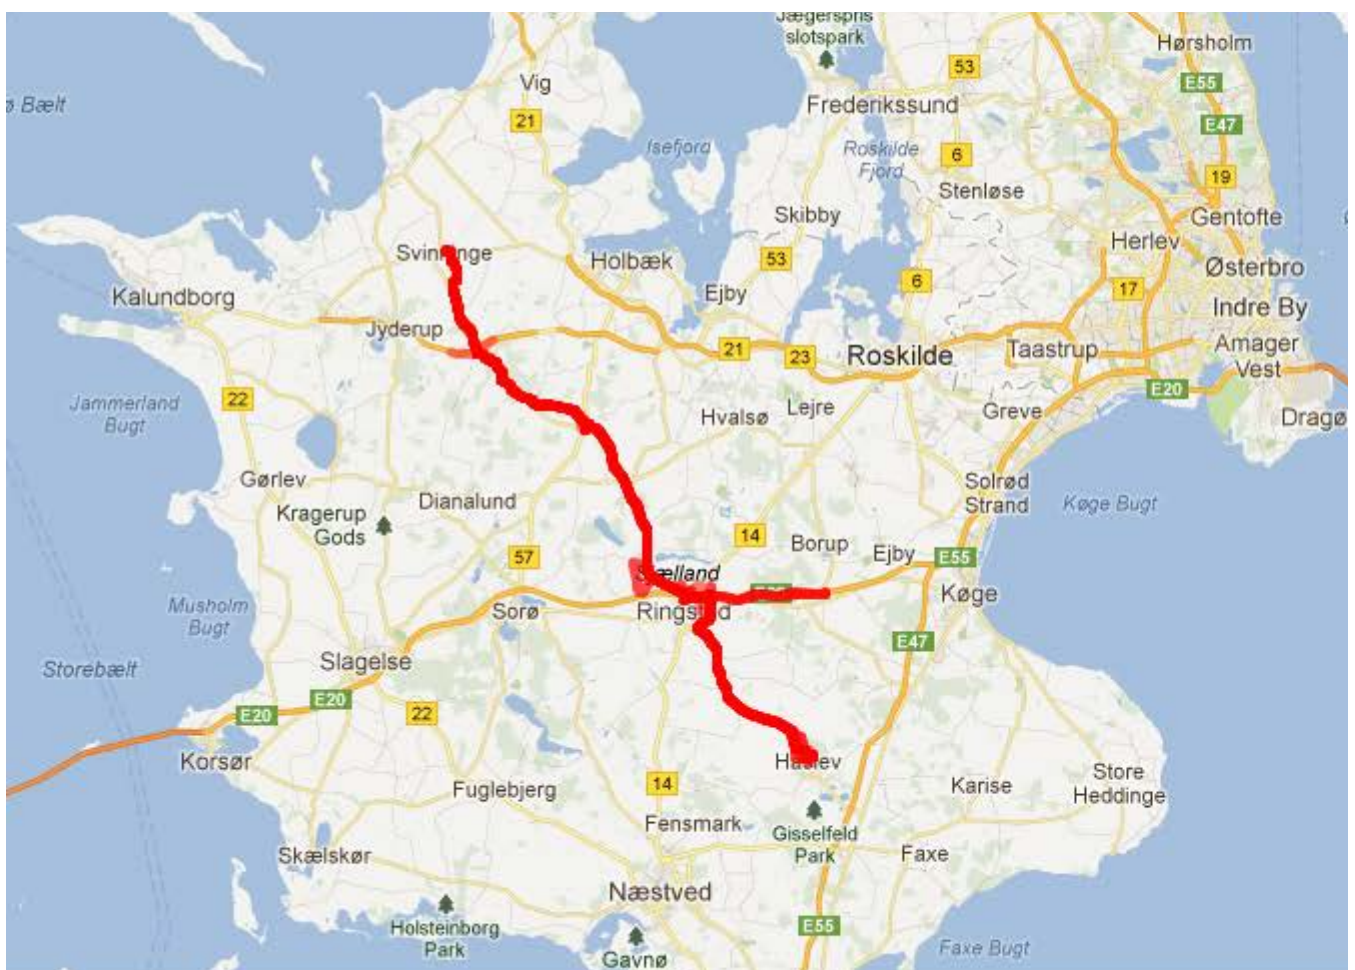 Jægerspris
slotspark
Hørsholm
53
E55
Vig
ø Bælt
Frederikssund
21
E47
Isefjord
Roskilde
Fjord
6
19
Stenløse
Skibby
Gentofte
Herlev
Svinninge
Holbæk
53
Østerbro
6
Kalundborg
Ejby
17
Indre By
Jyderup
21
23
Roskilde
Taastrup
Amager
Vest
E20
22
Jammerland
Bugt
Hvalsø
Lejre
Greve
Dragø
Gørlev
Solrød
Strand
Dianalund
Køge Bugt
Kragerup
Gods
14
57
Borup
Ejby
E55
Sjælland
Køge
Musholm
Bugt
Sorø
Ringsted
E47
Storebælt
Slagelse
E20
E20
22
Korsør
Haslev
Store
Heddinge
14
Karise
Fuglebjerg
Fensmark
Gisselfeld
Park
Skælskør
Faxe
Næstved
Holsteinborg
Park
E55
Faxe Bugt
Gavnø